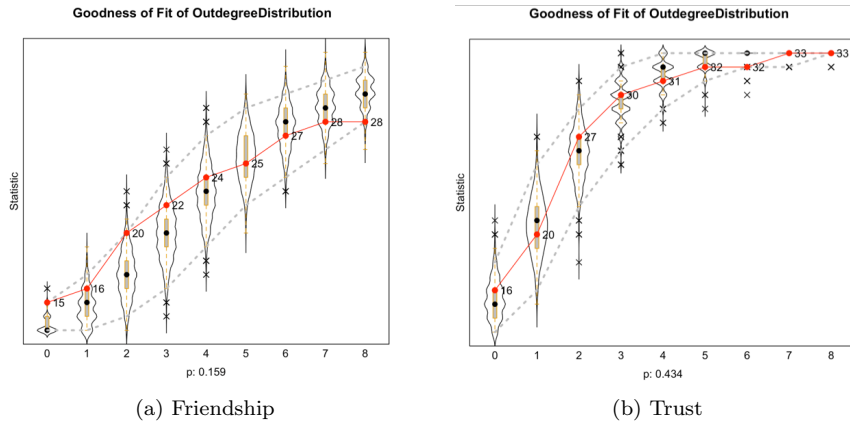 Goodness of Fit of OutdegreeDistribution
Statistic
15 16 20 22 24 25 27 28 28
0 1 2 3 4 5 6 7 8
p: 0.159
(a) Friendship
Goodness of Fit of OutdegreeDistribution
Statistic
16 20 27 30 31 32 32 33 33
0 1 2 3 4 5 6 7 8
p: 0.434
(b) Trust